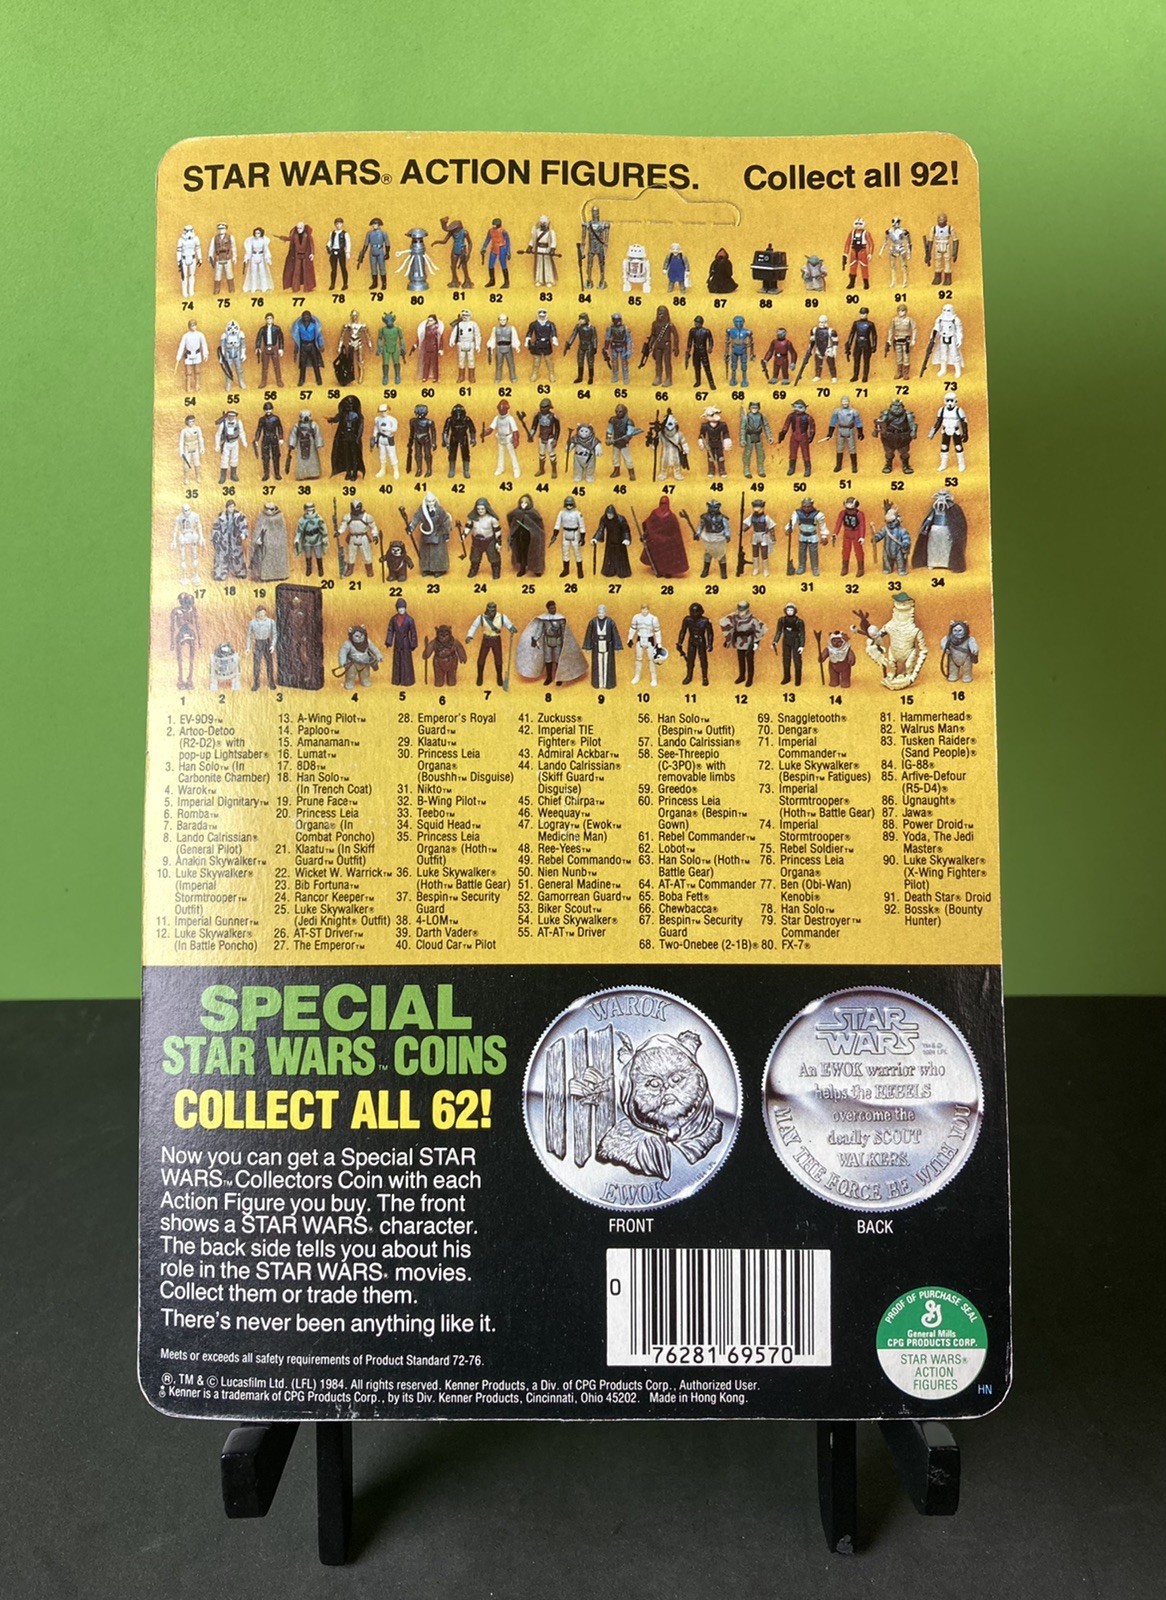 STAR WARS® ACTION FIGURES. Collect all 92!
74 75 76 77 78 79 80 81 82 83 84 85 86 87 88 89 90 91 92
54 55 56 57 58 59 60 61 62 63 64 65 66 67 68 69 70 71 72 73
35 36 37 38 39 40 41 42 43 44 45 46 47 48 49 50 51 52 53
17 18 19 20 21 22 23 24 25 26 27 28 29 30 31 32 33 34
1 2 3 4 5 6 7 8 9 10 11 12 13 14 15 16
1. EV-9D9™
2. Artoo-Detoo
(R2-D2)® with
pop-up Lightsaber®
3. Han Solo™ (In
Carbonite Chamber)
4. Warok™
5. Imperial Dignitary™
6. Romba™
7. Barada™
8. Lando Calrissian®
(General Pilot)
9. Anakin Skywalker™
10. Luke Skywalker®
(Imperial
Stormtrooper™
Outfit)
11. Imperial Gunner™
12. Luke Skywalker®
(In Battle Poncho)
13. A-Wing Pilot™
14. Paploo™
15. Amanaman™
16. Lumat™
17. 8D8™
18. Han Solo™
(In Trench Coat)
19. Prune Face™
20. Princess Leia
Organa® (In
Combat Poncho)
21. Klaatu™ (In Skiff
Guard™ Outfit)
22. Wicket W. Warrick™
23. Bib Fortuna™
24. Rancor Keeper™
25. Luke Skywalker®
(Jedi Knight® Outfit)
26. AT-ST Driver™
27. The Emperor™
28. Emperor's Royal
Guard™
29. Klaatu™
30. Princess Leia
Organa®
(Boushh™ Disguise)
31. Nikto™
32. B-Wing Pilot™
33. Teebo™
34. Squid Head™
35. Princess Leia
Organa® (Hoth™
Outfit)
36. Luke Skywalker®
(Hoth™ Battle Gear)
37. Bespin™ Security
Guard
38. 4-LOM™
39. Darth Vader®
40. Cloud Car™ Pilot
41. Zuckuss®
42. Imperial TIE
Fighter® Pilot
43. Admiral Ackbar™
44. Lando Calrissian®
(Skiff Guard™
Disguise)
45. Chief Chirpa™
46. Weequay™
47. Logray™ (Ewok™
Medicine Man)
48. Ree-Yees™
49. Rebel Commando™
50. Nien Nunb™
51. General Madine™
52. Gamorrean Guard™
53. Biker Scout™
54. Luke Skywalker®
55. AT-AT™ Driver
56. Han Solo™
(Bespin™ Outfit)
57. Lando Calrissian®
58. See-Threepio
(C-3PO)® with
removable limbs
59. Greedo®
60. Princess Leia
Organa® (Bespin™
Gown)
61. Rebel Commander™
62. Lobot™
63. Han Solo™ (Hoth™
Battle Gear)
64. AT-AT™ Commander
65. Boba Fett®
66. Chewbacca®
67. Bespin™ Security
Guard
68. Two-Onebee (2-1B)®
69. Snaggletooth®
70. Dengar®
71. Imperial
Commander
72. Luke Skywalker®
(Bespin™ Fatigues)
73. Imperial
Stormtrooper®
(Hoth™ Battle Gear)
74. Imperial
Stormtrooper®
75. Rebel Soldier™
76. Princess Leia
Organa®
77. Ben (Obi-Wan)
Kenobi®
78. Han Solo™
79. Star Destroyer™
Commander
80. FX-7®
81. Hammerhead®
82. Walrus Man®
83. Tusken Raider®
(Sand People)®
84. IG-88®
85. Arfive-Defour
(R5-D4)®
86. Ugnaught®
87. Jawa®
88. Power Droid™
89. Yoda, The Jedi
Master®
90. Luke Skywalker®
(X-Wing Fighter®
Pilot)
91. Death Star® Droid
92. Bossk® (Bounty
Hunter)
SPECIAL
STAR WARS™ COINS
COLLECT ALL 62!
Now you can get a Special STAR
WARS™ Collectors Coin with each
Action Figure you buy. The front
shows a STAR WARS® character.
The back side tells you about his
role in the STAR WARS® movies.
Collect them or trade them.
There's never been anything like it.
WAROK
EWOK
FRONT
STAR
WARS
An EWOK warrior who
helps the REBELS
overcome the
deadly SCOUT
WALKERS
MAY THE FORCE BE WITH YOU
BACK
0 76281 69570
PROOF OF PURCHASE SEAL
General Mills
CPG PRODUCTS CORP.
STAR WARS®
ACTION
FIGURES
HN
Meets or exceeds all safety requirements of Product Standard 72-76.
®, TM & © Lucasfilm Ltd. (LFL) 1984. All rights reserved. Kenner Products, a Div. of CPG Products Corp., Authorized User.
Kenner is a trademark of CPG Products Corp., by its Div. Kenner Products, Cincinnati, Ohio 45202. Made in Hong Kong.